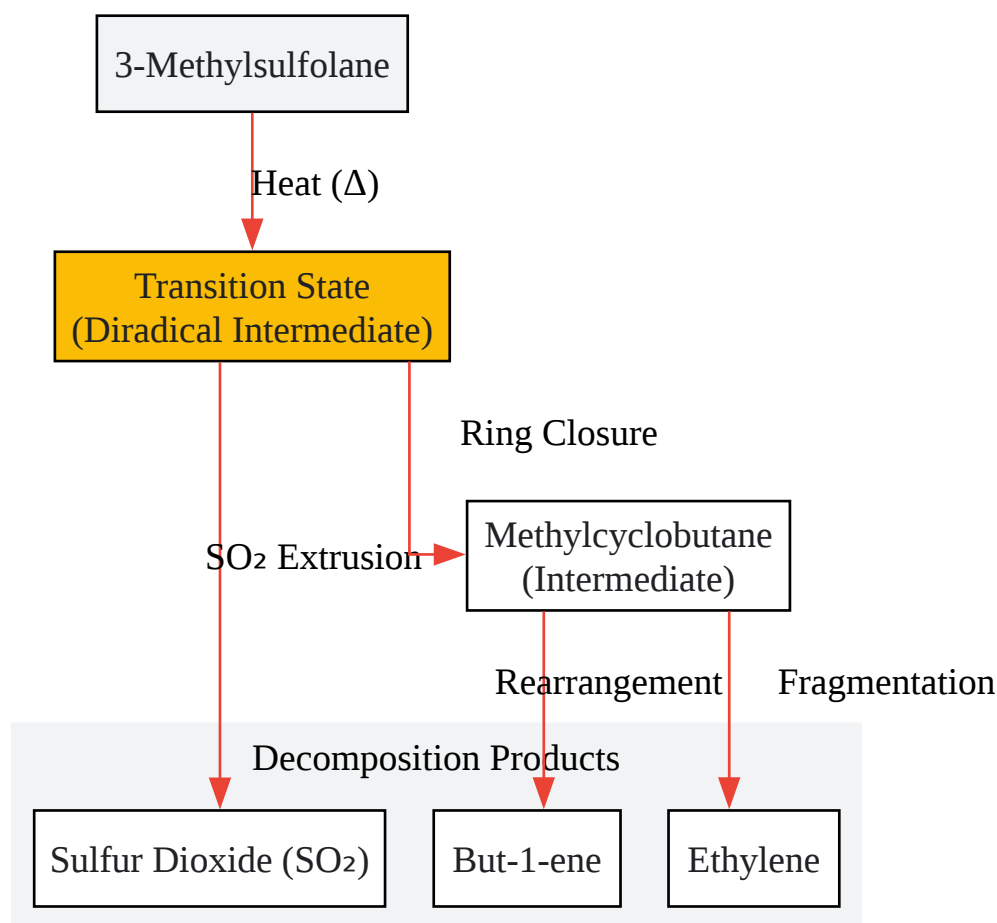 3-Methylsulfolane
Heat (Δ)
Transition State
(Diradical Intermediate)
Ring Closure
SO₂ Extrusion
Methylcyclobutane
(Intermediate)
Rearrangement
Fragmentation
Decomposition Products
Sulfur Dioxide (SO₂)
But-1-ene
Ethylene